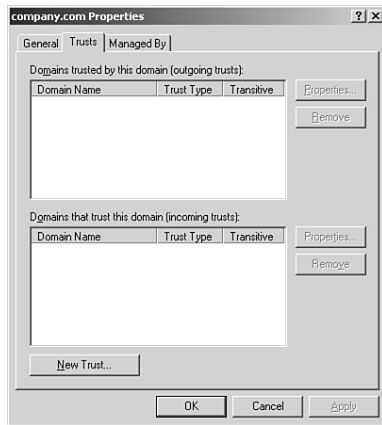 company.com Properties
General Trusts Managed By
Domains trusted by this domain (outgoing trusts):
Domain Name Trust Type Transitive
Properties...
Remove
Domains that trust this domain (incoming trusts):
Domain Name Trust Type Transitive
Properties...
Remove
New Trust...
OK Cancel Apply